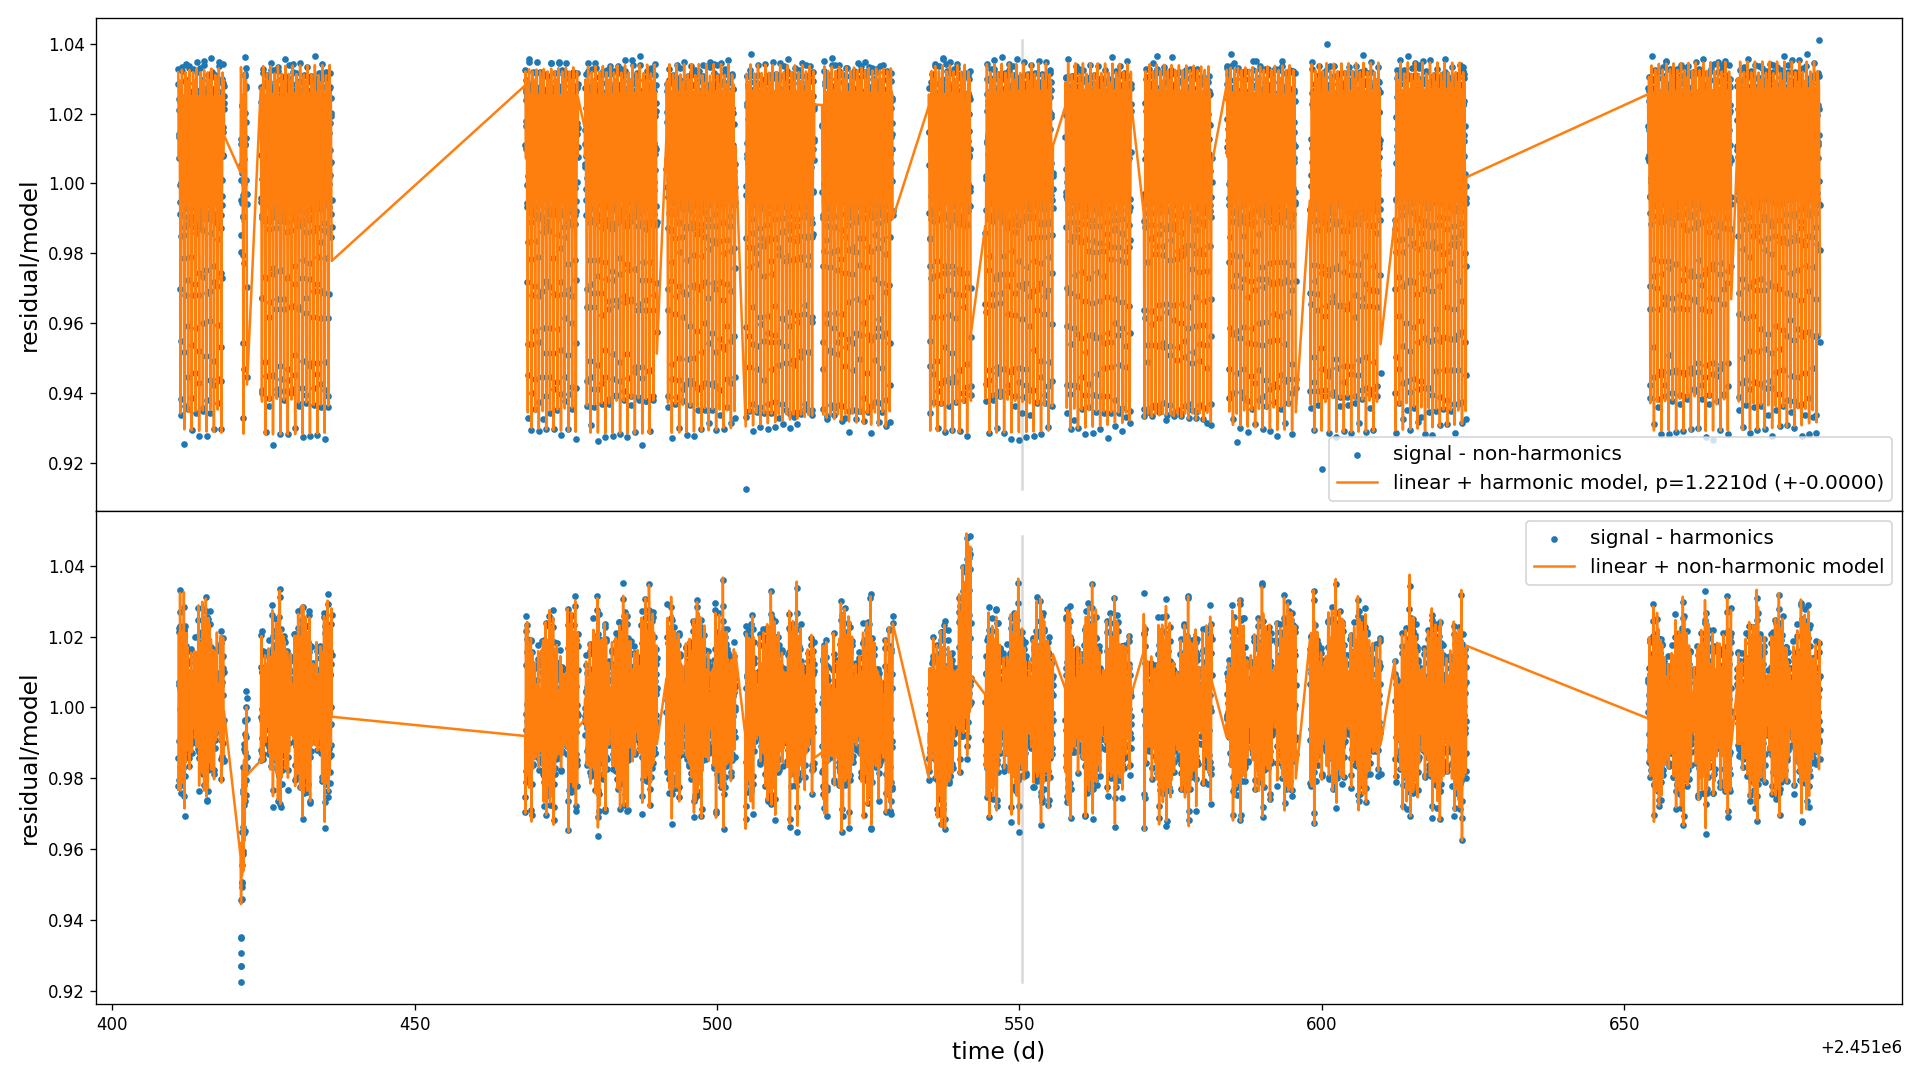 1.04
1.02
1.00
0.98
0.96
0.94
0.92
residual/model
signal - non-harmonics
linear + harmonic model, p=1.2210d (+-0.0000)
1.04
1.02
1.00
0.98
0.96
0.94
0.92
residual/model
signal - harmonics
linear + non-harmonic model
400
450
500
550
600
650
time (d)
+2.451e6